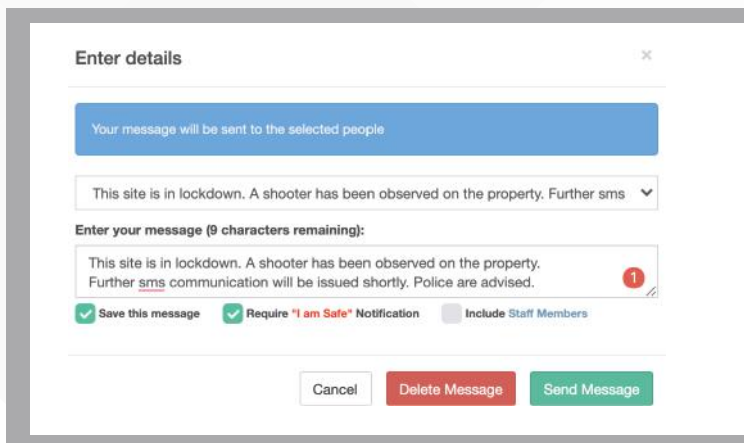 Enter details
×
Your message will be sent to the selected people
This site is in lockdown. A shooter has been observed on the property. Further sms
Enter your message (9 characters remaining):
This site is in lockdown. A shooter has been observed on the property.
Further sms communication will be issued shortly. Police are advised.
1
Save this message Require "I am Safe" Notification Include Staff Members
Cancel Delete Message Send Message